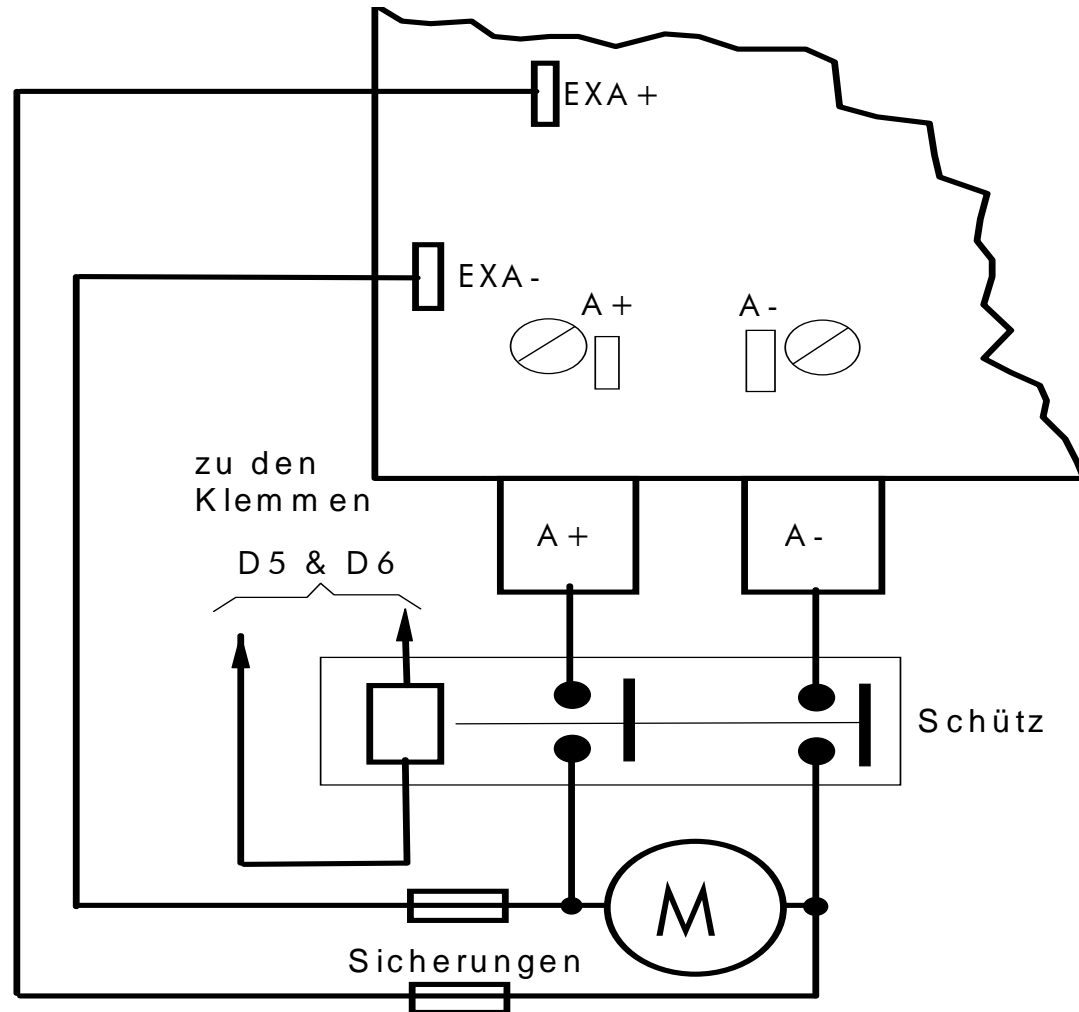 EXA+
EXA-
A+
A-
zu den
Klemmen
D5 & D6
A+
A-
Schütz
M
Sicherungen